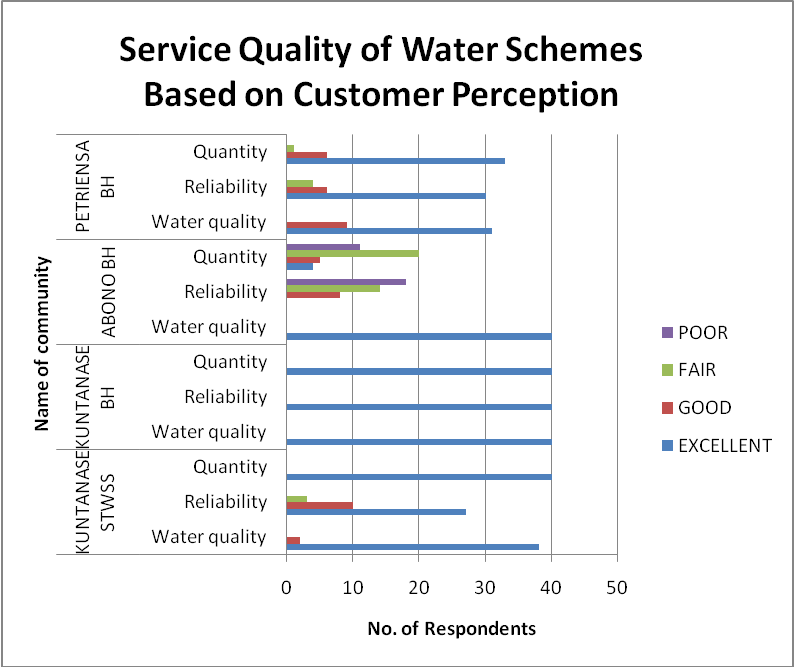 Service Quality of Water Schemes
Based on Customer Perception
Name of community
PETRIENSA
BH
Quantity
Reliability
Water quality
ABONO BH
Quantity
Reliability
Water quality
KUNTANASE
BH
Quantity
Reliability
Water quality
KUNTANASE
STWSS
Quantity
Reliability
Water quality
0 10 20 30 40 50
No. of Respondents
POOR
FAIR
GOOD
EXCELLENT